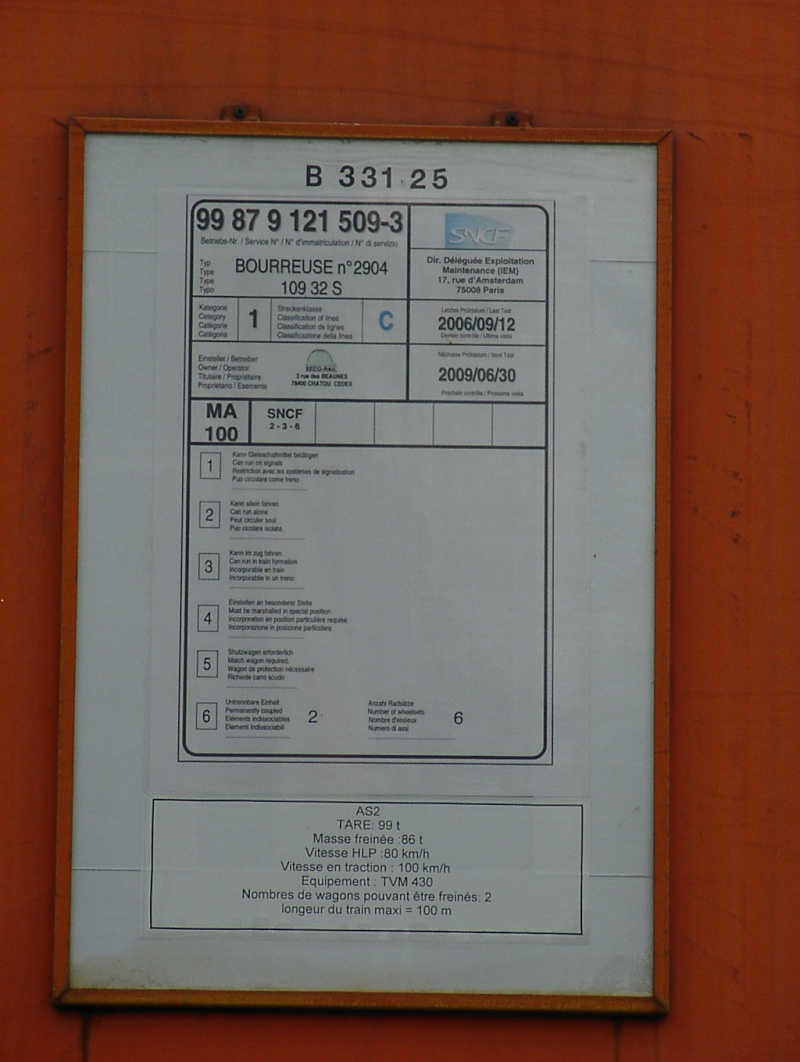 B 331 25
99 87 9 121 509-3
Betriebs-Nr. / Service N° / N° d'immatriculation / N° di servizio
SNCF
Typ
Type
Type
Typo
BOURREUSE n°2904
109 32 S
Dir. Déléguée Exploitation
Maintenance (IEM)
17, rue d'Amsterdam
75008 Paris
Kategorie
Category
Catégorie
Categoria
1
Streckenklasse
Classification of lines
Classification de lignes
Classificazione della linea
C
Letztes Prüfdatum / Last Test
2006/09/12
Dernier contrôle / Ultima visita
Einsteller / Betreiber
Owner / Operator
Titulaire / Propriétaire
Proprietario / Esercente
SECO-RAIL
3 rue des BEAUNES
78400 CHATOU CEDEX
Nächstes Prüfdatum / Next Test
2009/06/30
Prochain contrôle / Prossima visita
MA
100
SNCF
2 - 3 - 6
1
Kann Gleisschaltmittel betätigen
Can run on signals
Restriction avec les systèmes de signalisation
Puo circolare come treno
2
Kann allein fahren
Can run alone
Peut circuler seul
Puo cicolare isolata
3
Kann im zug fahren
Can run in train formation
Incorporable en train
Incorporabile in un treno
4
Einstellen an besonderer Stelle
Must be marshalled in special position
Incorporation en position particulière requise
Incorporazione in posizione particolare
5
Shutzwagen erforderlich
Match wagon required.
Wagon de protection nécessaire
Richiede carro scudo
6
Untrennbare Einheit
Permanently coupled
Eléments indissociables
Elementi indissociabili
2
Anzahl Radsätze
Number of wheelsets
Nombre d'essieux
Numero di assi
6
AS2
TARE: 99 t
Masse freinée :86 t
Vitesse HLP :80 km/h
Vitesse en traction : 100 km/h
Equipement : TVM 430
Nombres de wagons pouvant être freinés: 2
longeur du train maxi = 100 m